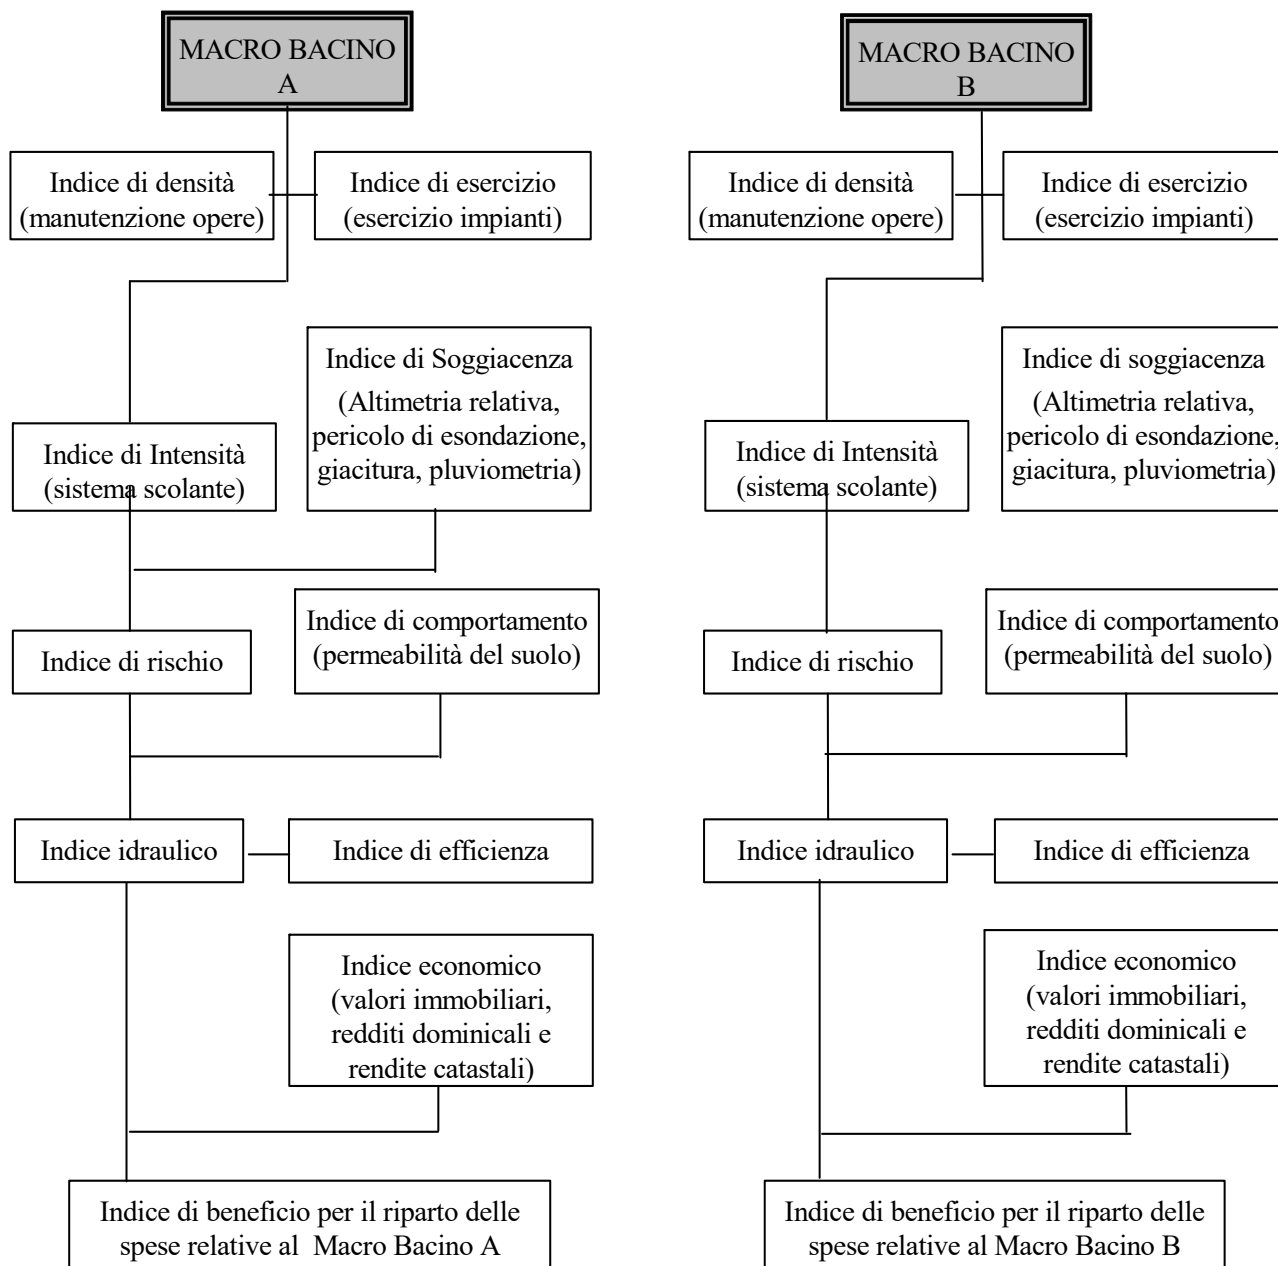 MACRO BACINO
A
Indice di densità
(manutenzione opere)
Indice di esercizio
(esercizio impianti)
Indice di Soggiacenza
(Altimetria relativa,
pericolo di esondazione,
giacitura, pluviometria)
Indice di Intensità
(sistema scolante)
Indice di comportamento
(permeabilità del suolo)
Indice di rischio
Indice idraulico
Indice di efficienza
Indice economico
(valori immobiliari,
redditi dominicali e
rendite catastali)
Indice di beneficio per il riparto delle
spese relative al Macro Bacino A
MACRO BACINO
B
Indice di densità
(manutenzione opere)
Indice di esercizio
(esercizio impianti)
Indice di soggiacenza
(Altimetria relativa,
pericolo di esondazione,
giacitura, pluviometria)
Indice di Intensità
(sistema scolante)
Indice di comportamento
(permeabilità del suolo)
Indice di rischio
Indice idraulico
Indice di efficienza
Indice economico
(valori immobiliari,
redditi dominicali e
rendite catastali)
Indice di beneficio per il riparto delle
spese relative al Macro Bacino B